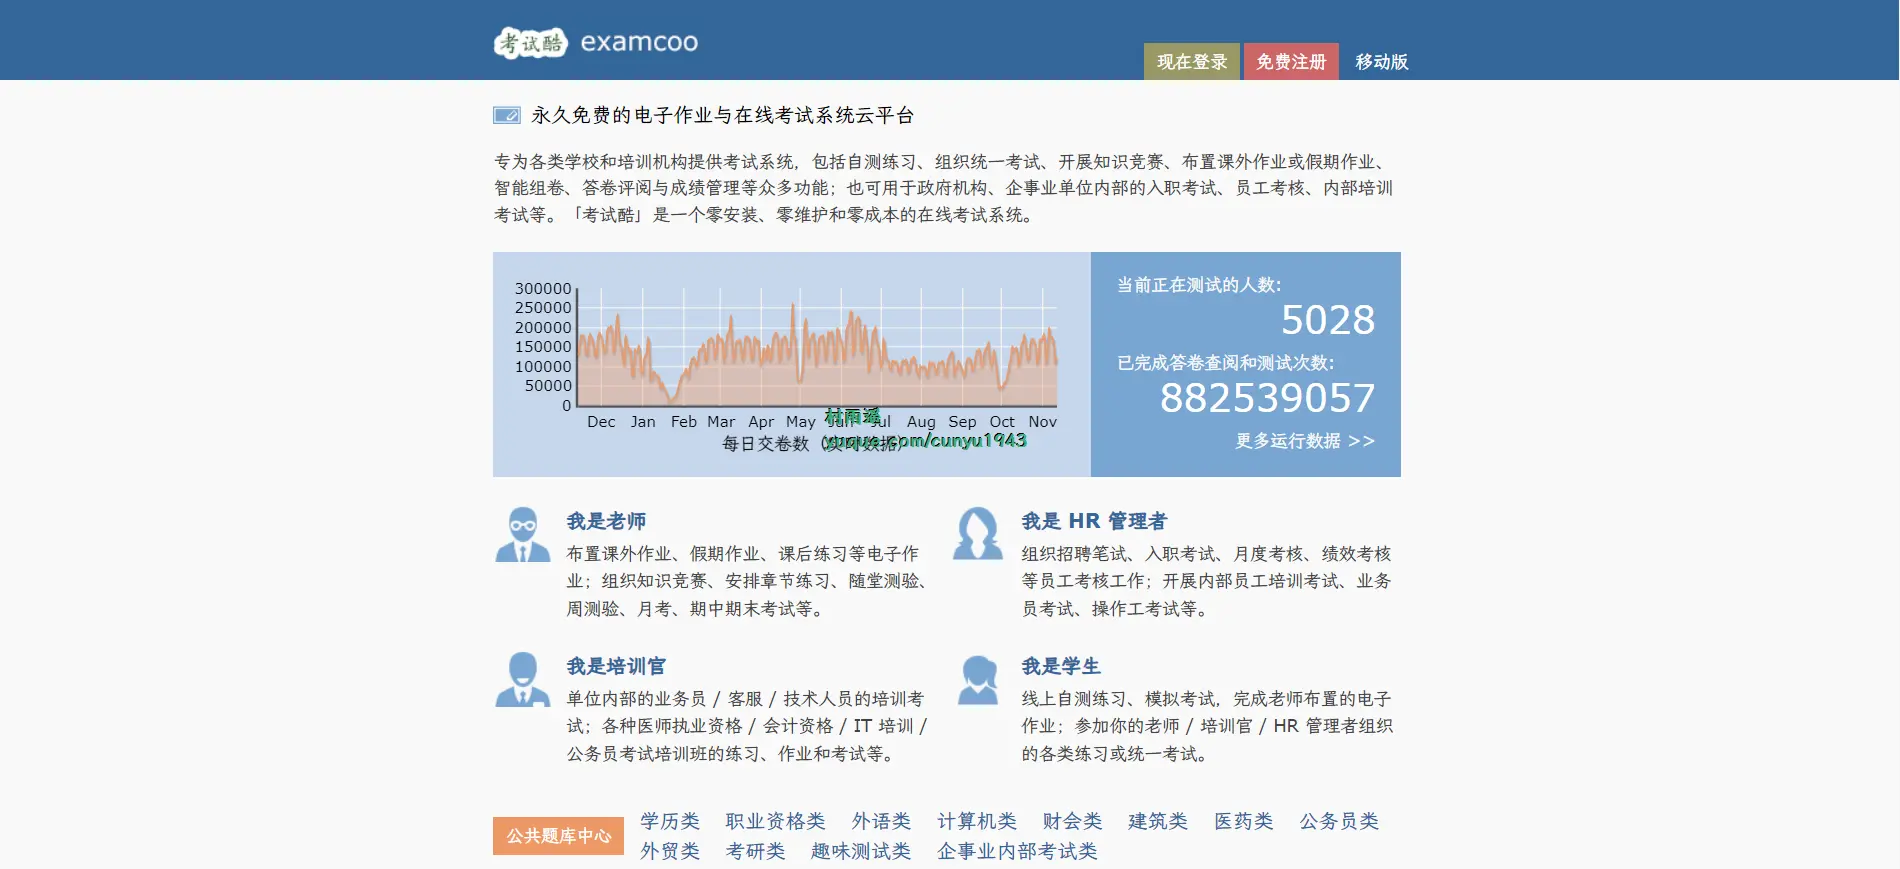 考试酷 examcoo
现在登录 免费注册 移动版
永久免费的电子作业与在线考试系统云平台
专为各类学校和培训机构提供考试系统，包括自测练习、组织统一考试、开展知识竞赛、布置课外作业或假期作业、
智能组卷、答卷评阅与成绩管理等众多功能；也可用于政府机构、企事业单位内部的入职考试、员工考核、内部培训
考试等。「考试酷」是一个零安装、零维护和零成本的在线考试系统。
300000
250000
200000
150000
100000
50000
0
Dec Jan Feb Mar Apr May Jun Jul Aug Sep Oct Nov
每日交卷数（实时数据）
村雨遥
yuque.com/cunyu1943
当前正在测试的人数:
5028
已完成答卷查阅和测试次数:
882539057
更多运行数据 >>
我是老师
布置课外作业、假期作业、课后练习等电子作
业；组织知识竞赛、安排章节练习、随堂测验、
周测验、月考、期中期末考试等。
我是 HR 管理者
组织招聘笔试、入职考试、月度考核、绩效考核
等员工考核工作；开展内部员工培训考试、业务
员考试、操作工考试等。
我是培训官
单位内部的业务员 / 客服 / 技术人员的培训考
试；各种医师执业资格 / 会计资格 / IT 培训 /
公务员考试培训班的练习、作业和考试等。
我是学生
线上自测练习、模拟考试，完成老师布置的电子
作业；参加你的老师 / 培训官 / HR 管理者组织
的各类练习或统一考试。
公共题库中心
学历类 职业资格类 外语类 计算机类 财会类 建筑类 医药类 公务员类
外贸类 考研类 趣味测试类 企事业内部考试类